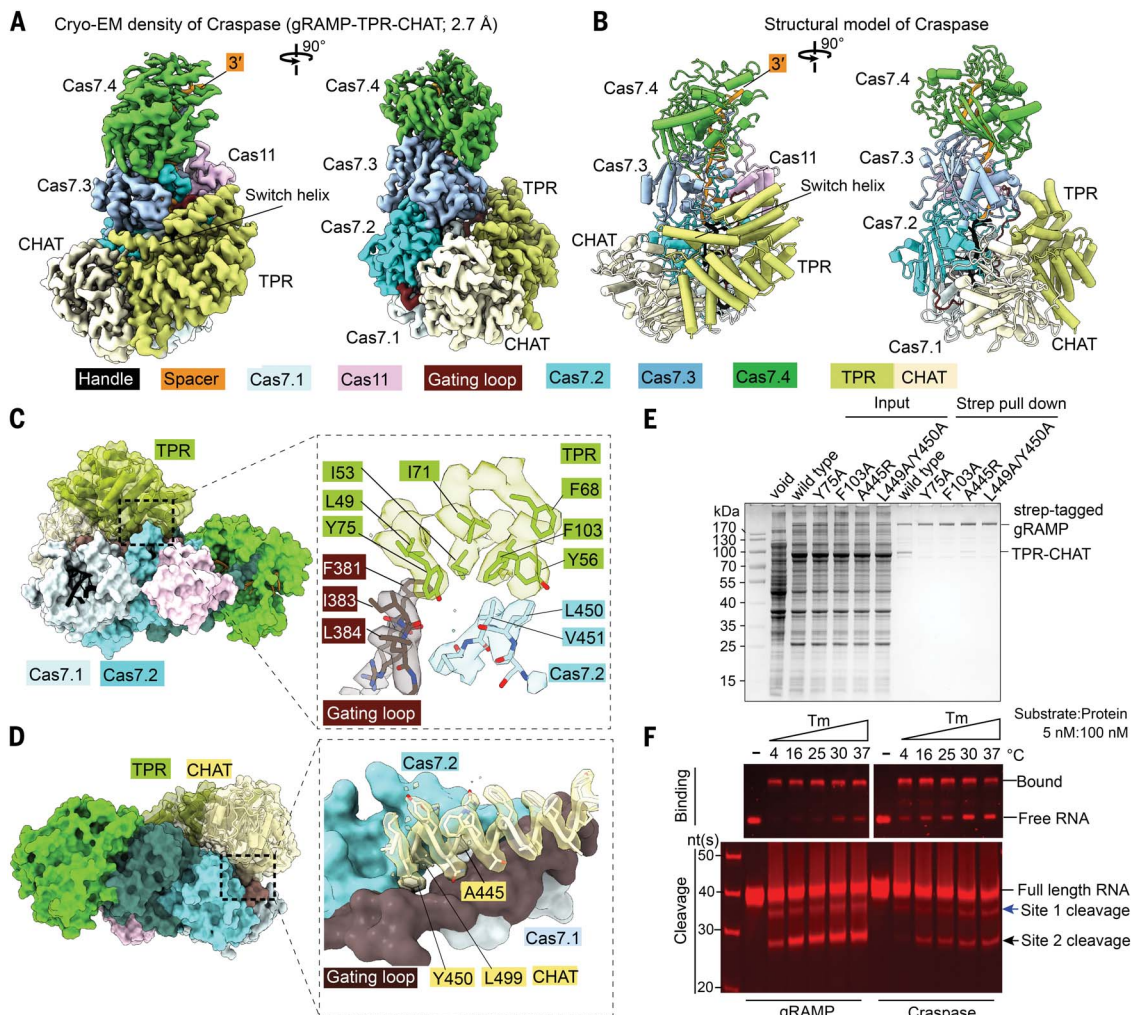 A Cryo-EM density of Craspase (gRAMP-TPR-CHAT; 2.7 Å)
B Structural model of Craspase
90°
3′
Cas7.4
Cas7.3
Cas11
Switch helix
CHAT
TPR
Cas7.4
Cas7.3
TPR
Cas7.2
Cas7.1
CHAT
90°
3′
Cas7.4
Cas7.3
Cas11
Switch helix
CHAT
TPR
Cas7.4
Cas7.3
TPR
Cas7.2
Cas7.1
CHAT
Handle Spacer Cas7.1 Cas11 Gating loop Cas7.2 Cas7.3 Cas7.4 TPR CHAT
C
TPR
Cas7.1 Cas7.2
TPR
I53
I71
L49
F68
Y75
F103
F381
Y56
I383
L450
L384
V451
Cas7.2
Gating loop
D
TPR CHAT
Cas7.2
A445
Cas7.1
Gating loop
Y450 L499 CHAT
E
Input Strep pull down
void
wild type
Y75A
F103A
A445R
L449A/Y450A
wild type
Y75A
F103A
A445R
L449A/Y450A
kDa
170
130
100
70
55
40
35
25
15
strep-tagged
gRAMP
TPR-CHAT
F
Tm Tm Substrate:Protein
5 nM:100 nM
– 4 16 25 30 37 °C – 4 16 25 30 37
Binding
Bound
Free RNA
nt(s)
Cleavage
50
40
30
20
Full length RNA
Site 1 cleavage
Site 2 cleavage
gRAMP Craspase